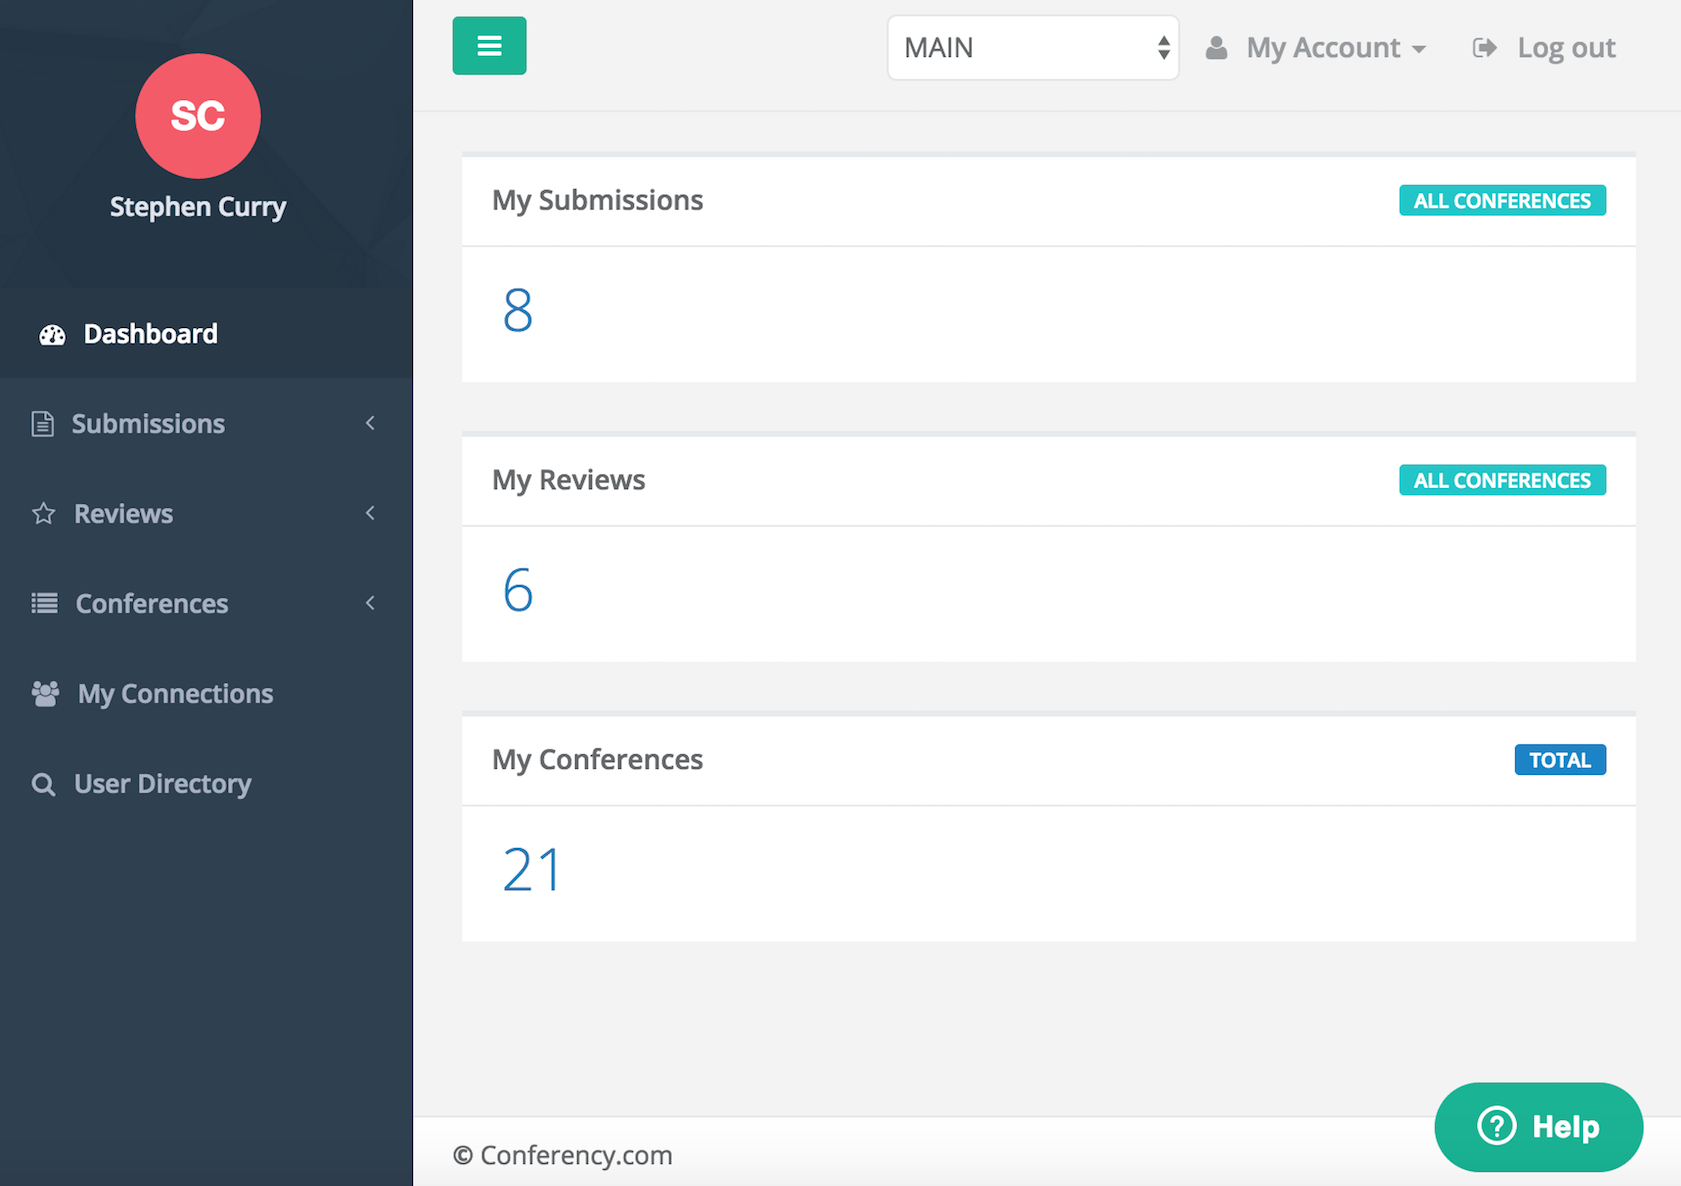 SC
Stephen Curry
Dashboard
Submissions
Reviews
Conferences
My Connections
User Directory
MAIN
My Account
Log out
My Submissions
ALL CONFERENCES
8
My Reviews
ALL CONFERENCES
6
My Conferences
TOTAL
21
© Conferency.com
? Help